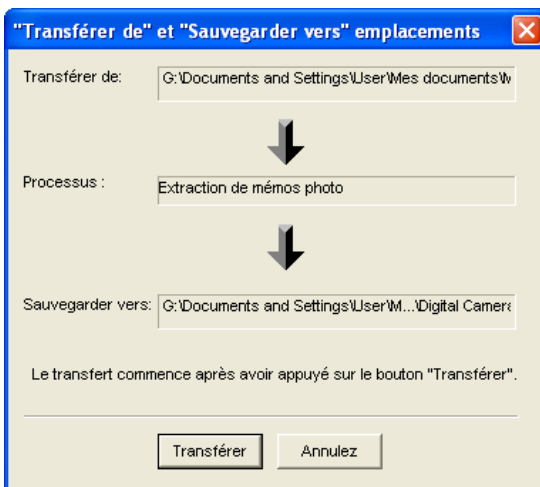 "Transférer de" et "Sauvegarder vers" emplacements
Transférer de: G:\Documents and Settings\User\Mes documents\
Processus : Extraction de mémos photo
Sauvegarder vers: G:\Documents and Settings\User\M...\Digital Camera
Le transfert commence après avoir appuyé sur le bouton "Transférer".
Transférer Annulez